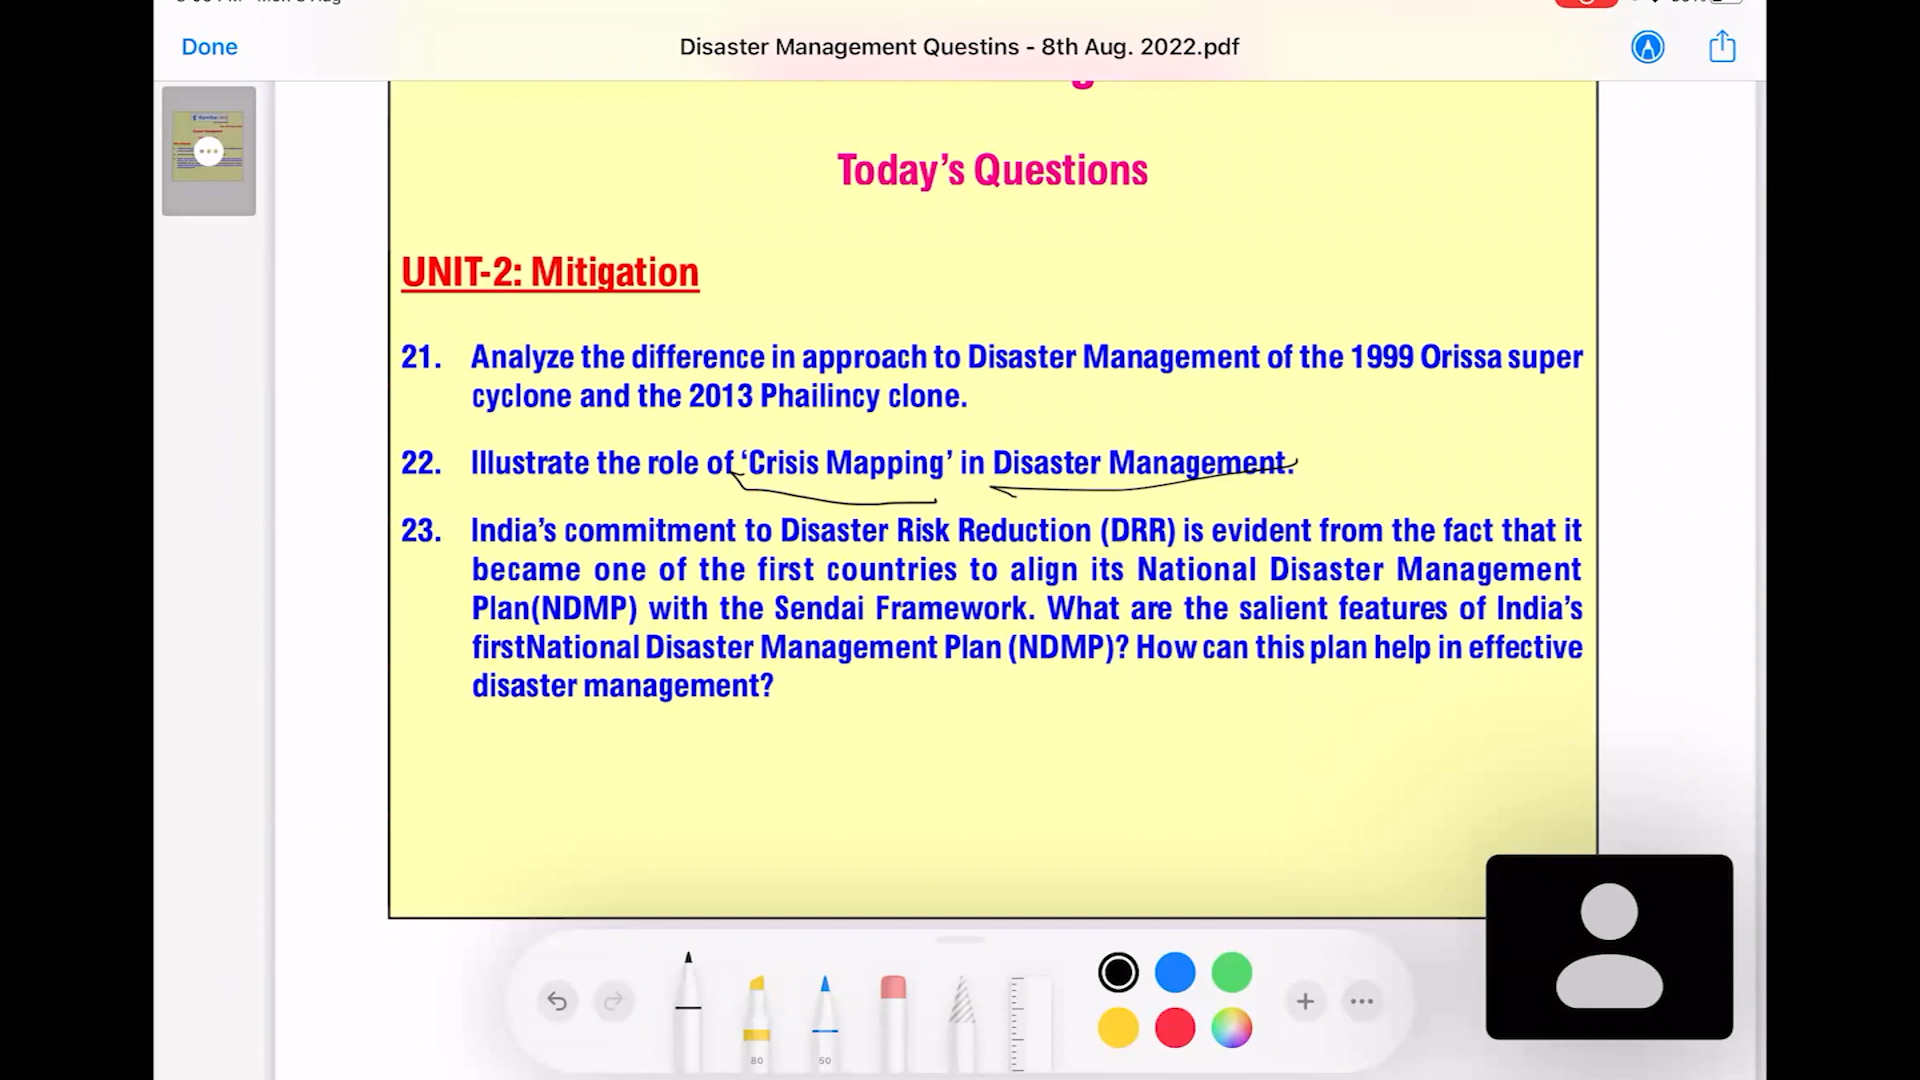 Done
Disaster Management Questins - 8th Aug. 2022.pdf
Today's Questions
UNIT-2: Mitigation
21. Analyze the difference in approach to Disaster Management of the 1999 Orissa super
cyclone and the 2013 Phailincy clone.
22. Illustrate the role of 'Crisis Mapping' in Disaster Management.
23. India's commitment to Disaster Risk Reduction (DRR) is evident from the fact that it
became one of the first countries to align its National Disaster Management
Plan(NDMP) with the Sendai Framework. What are the salient features of India's
firstNational Disaster Management Plan (NDMP)? How can this plan help in effective
disaster management?
80
50